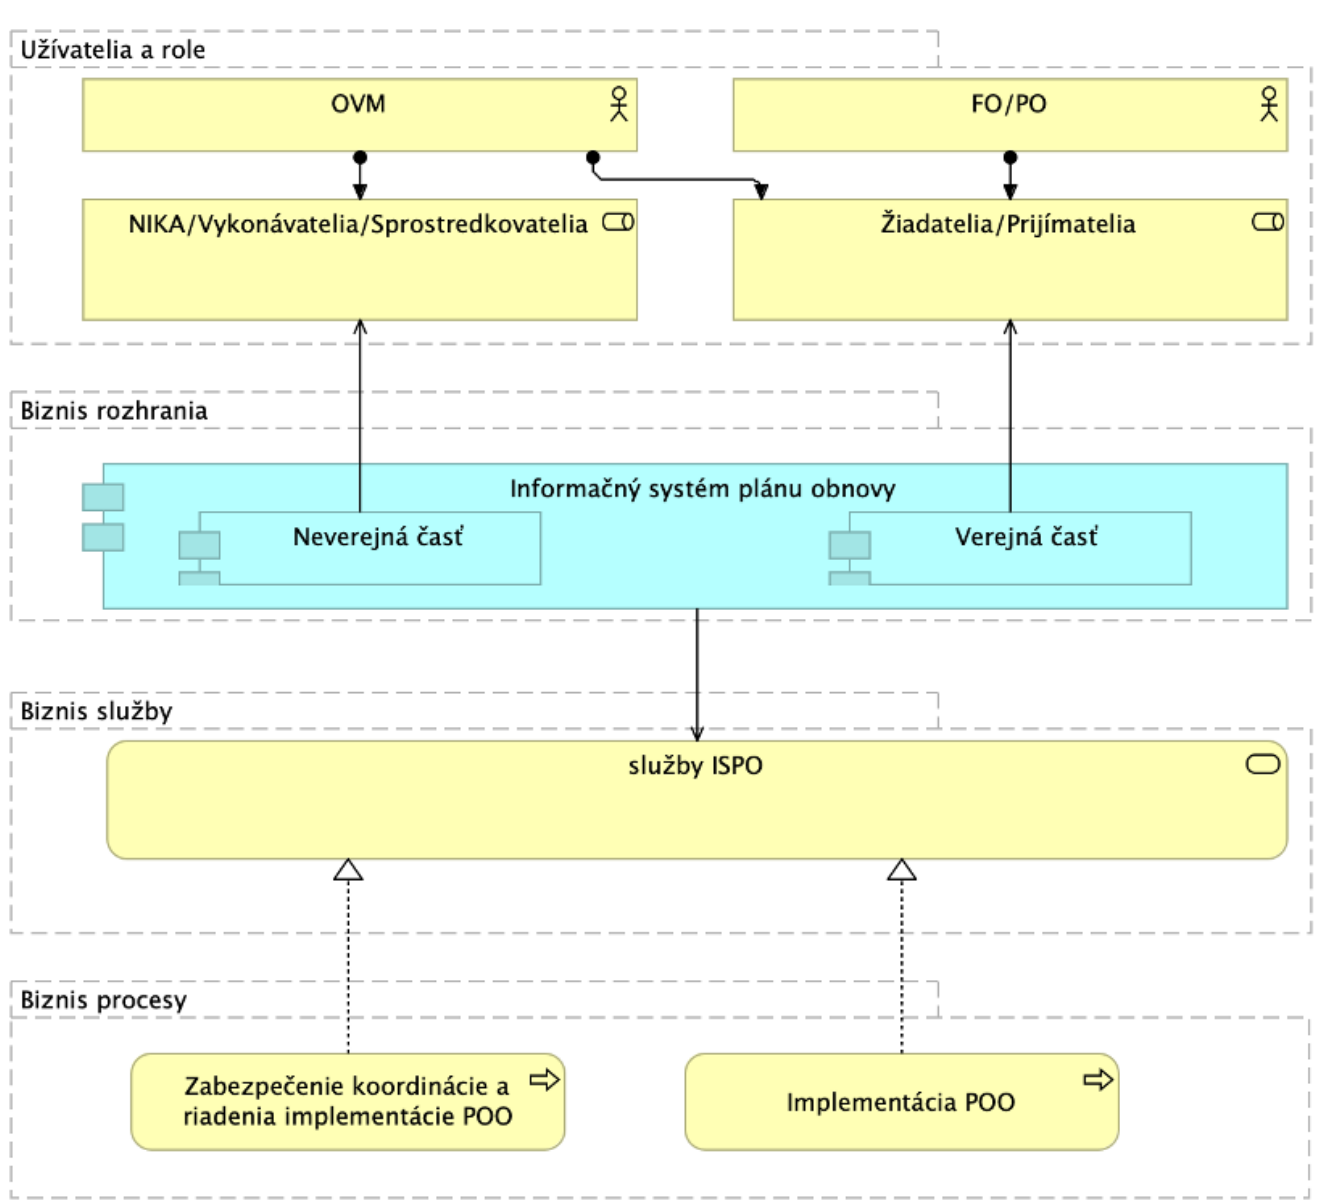 Užívatelia a role
OVM
FO/PO
NIKA/Vykonávatelia/Sprostredkovatelia
Žiadatelia/Prijímatelia
Biznis rozhrania
Informačný systém plánu obnovy
Neverejná časť
Verejná časť
Biznis služby
služby ISPO
Biznis procesy
Zabezpečenie koordinácie a
riadenia implementácie POO
Implementácia POO